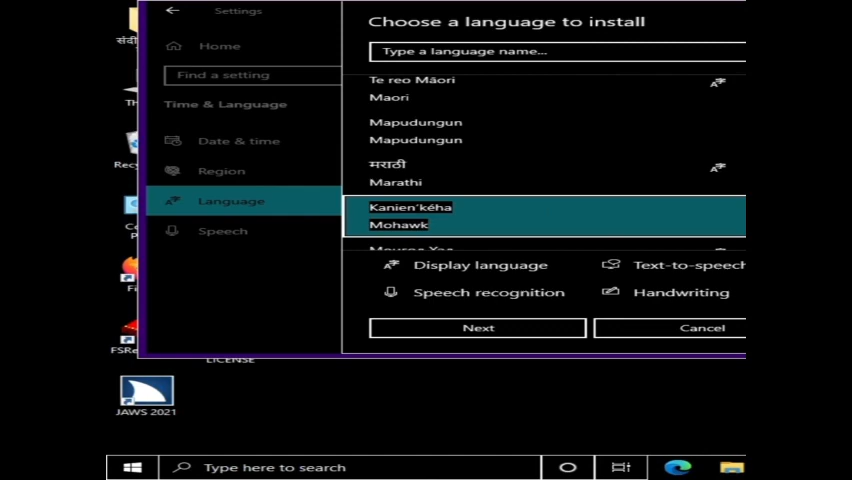 Settings
Home
Find a setting
Time & Language
Date & time
Region
Language
Speech
Choose a language to install
Type a language name...
Te reo Māori
Maori
Mapudungun
Mapudungun
मराठी
Marathi
Kanien'kéha
Mohawk
Display language
Text-to-speech
Speech recognition
Handwriting
Next
Cancel
संदी
Recy
FSRe
LICENSE
JAWS 2021
Type here to search